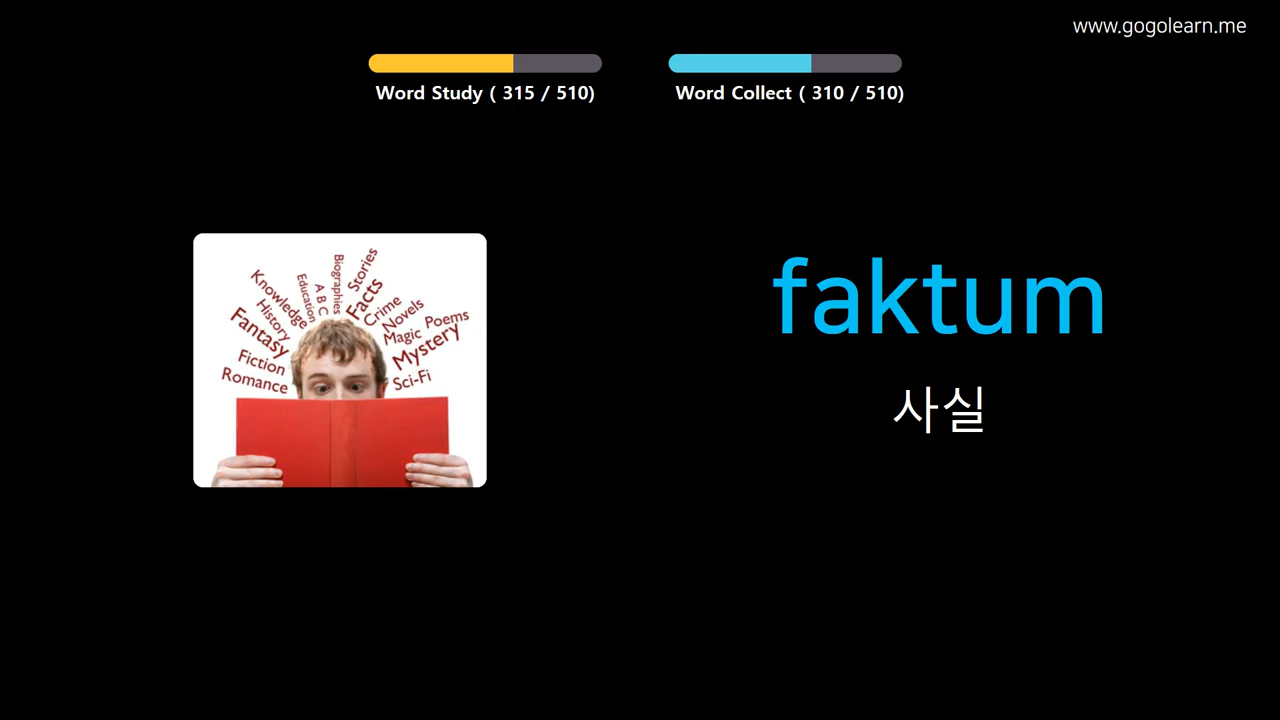 www.gogolearn.me
Word Study ( 315 / 510)
Word Collect ( 310 / 510)
Knowledge
History
Fantasy
Fiction
Romance
Education
A B C
Biographies
Stories
Facts
Crime
Novels
Magic
Poems
Mystery
Sci-Fi
faktum
사실